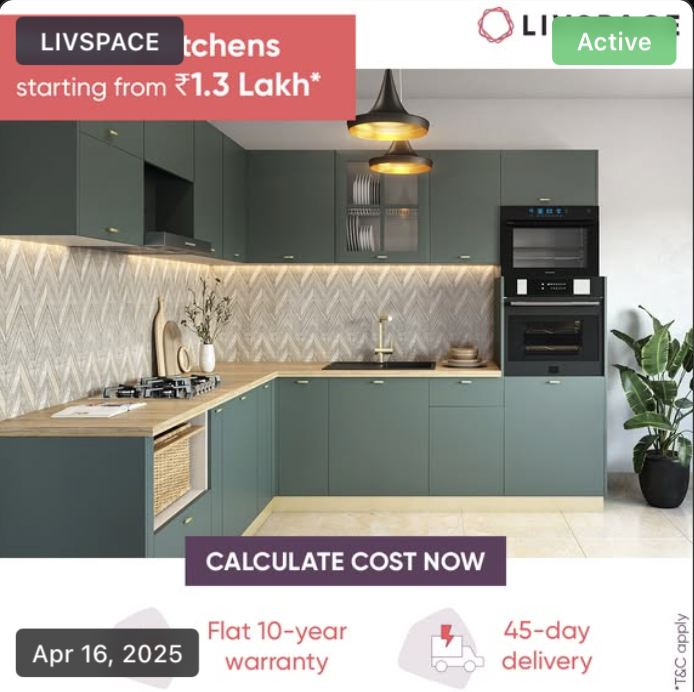 LIVSPACE
tchens
starting from ₹1.3 Lakh*
LIVSPACE
Active
CALCULATE COST NOW
Flat 10-year
warranty
45-day
delivery
Apr 16, 2025
*T&C apply